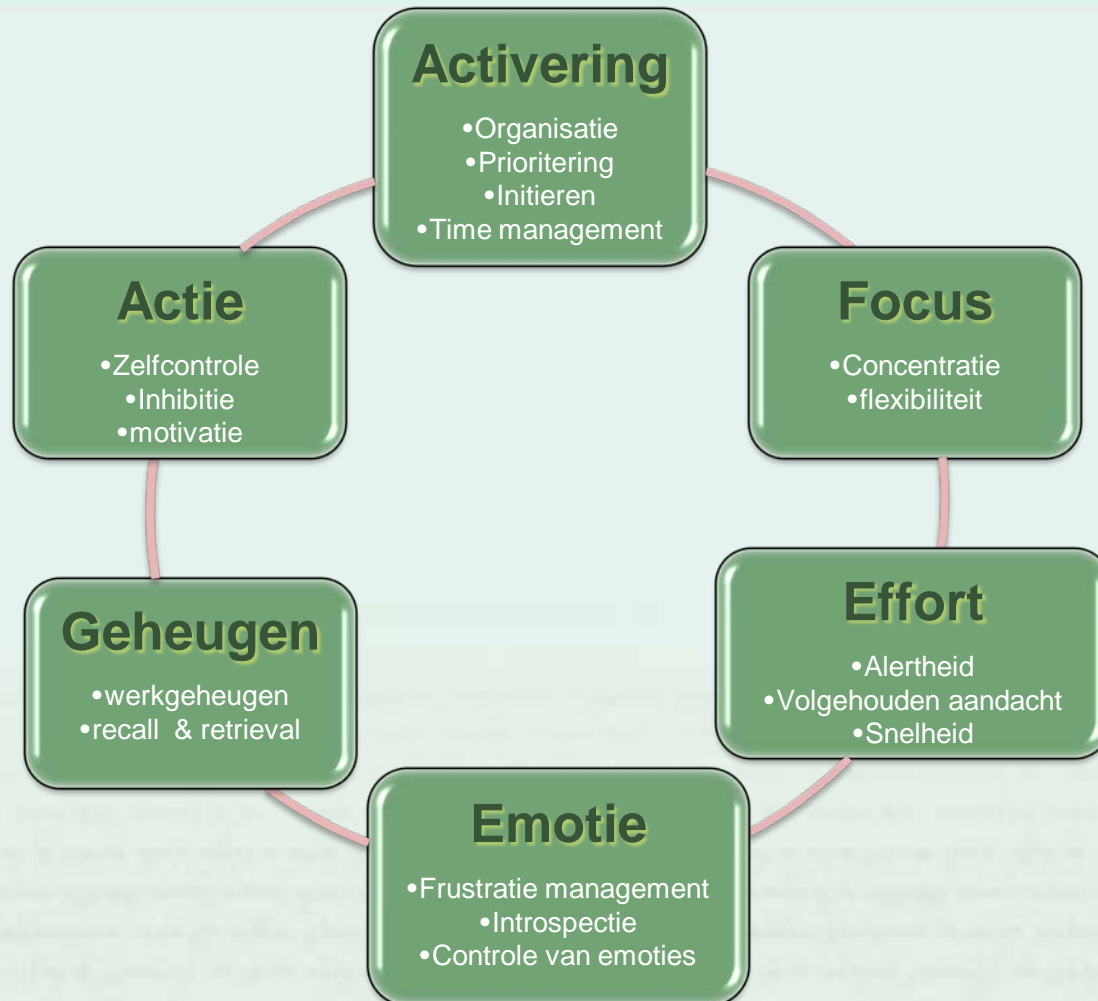 Activering
•Organisatie
•Prioritering
•Initieren
•Time management
Focus
•Concentratie
•flexibiliteit
Effort
•Alertheid
•Volgehouden aandacht
•Snelheid
Emotie
•Frustratie management
•Introspectie
•Controle van emoties
Geheugen
•werkgeheugen
•recall & retrieval
Actie
•Zelfcontrole
•Inhibitie
•motivatie